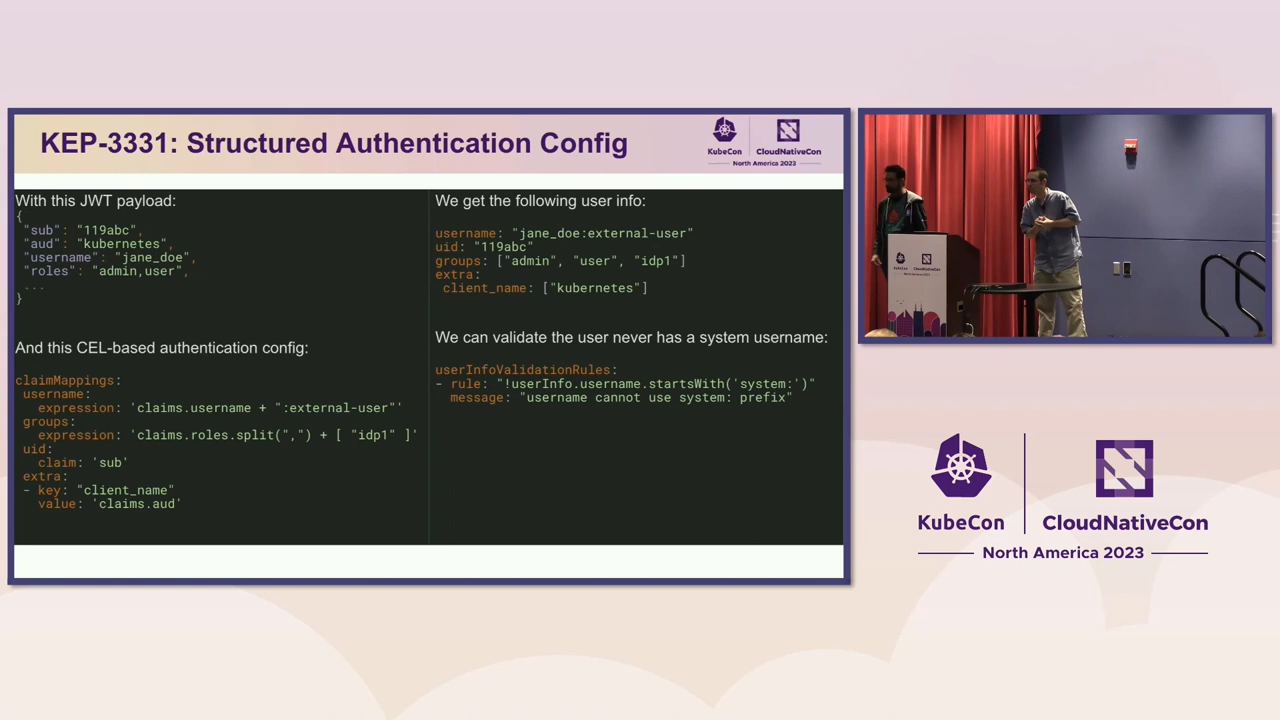 KEP-3331: Structured Authentication Config
KubeCon
CloudNativeCon
North America 2023
With this JWT payload:
{
"sub": "119abc",
"aud": "kubernetes",
"username": "jane_doe",
"roles": "admin,user",
...
}
And this CEL-based authentication config:
claimMappings:
username:
expression: 'claims.username + ":external-user"'
groups:
expression: 'claims.roles.split(",") + [ "idp1" ]'
uid:
claim: 'sub'
extra:
- key: "client_name"
value: 'claims.aud'
We get the following user info:
username: "jane_doe:external-user"
uid: "119abc"
groups: ["admin", "user", "idp1"]
extra:
client_name: ["kubernetes"]
We can validate the user never has a system username:
userInfoValidationRules:
- rule: "!userInfo.username.startsWith('system:')"
message: "username cannot use system: prefix"
KubeCon
CloudNativeCon
North America 2023